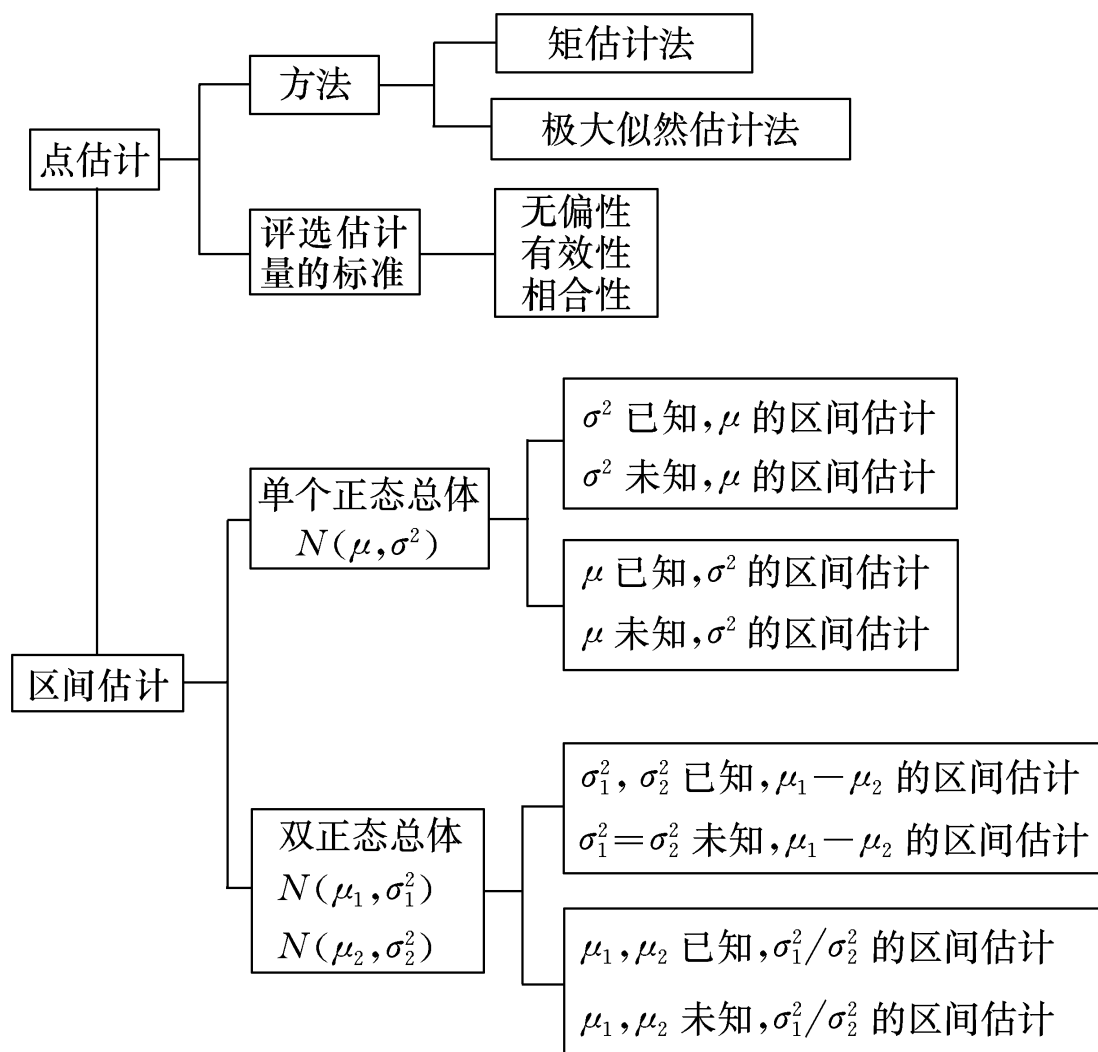 点估计
方法
矩估计法
极大似然估计法
评选估计
量的标准
无偏性
有效性
相合性
区间估计
单个正态总体
N(μ,σ²)
σ² 已知,μ 的区间估计
σ² 未知,μ 的区间估计
μ 已知,σ² 的区间估计
μ 未知,σ² 的区间估计
双正态总体
N(μ₁,σ₁²)
N(μ₂,σ₂²)
σ₁², σ₂² 已知,μ₁−μ₂ 的区间估计
σ₁²=σ₂² 未知,μ₁−μ₂ 的区间估计
μ₁,μ₂ 已知,σ₁²/σ₂² 的区间估计
μ₁,μ₂ 未知,σ₁²/σ₂² 的区间估计